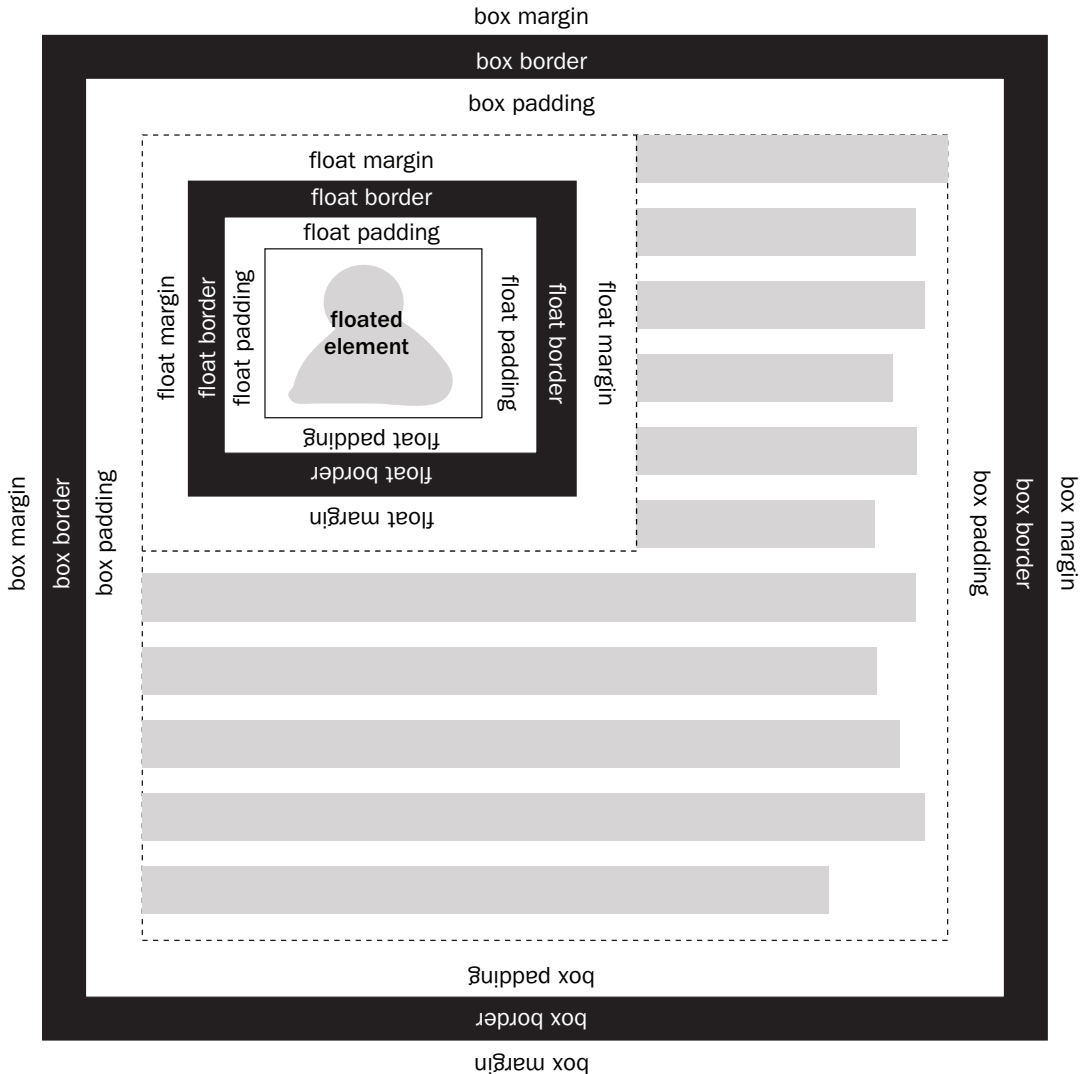 box margin
box border
box padding
float margin
float border
float padding
float margin
float border
float padding
floated
element
float padding
float border
float margin
float padding
float border
float margin
box margin
box border
box padding
box padding
box border
box margin
box padding
box border
box margin